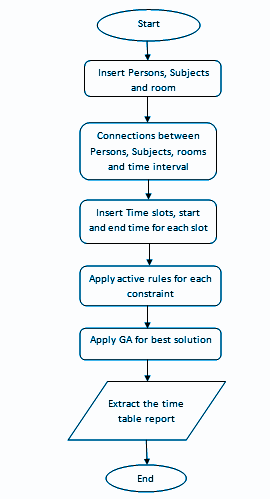 Start
Insert Persons, Subjects
and room
Connections between
Persons, Subjects, rooms
and time interval
Insert Time slots, start
and end time for each slot
Apply active rules for each
constraint
Apply GA for best solution
Extract the time
table report
End